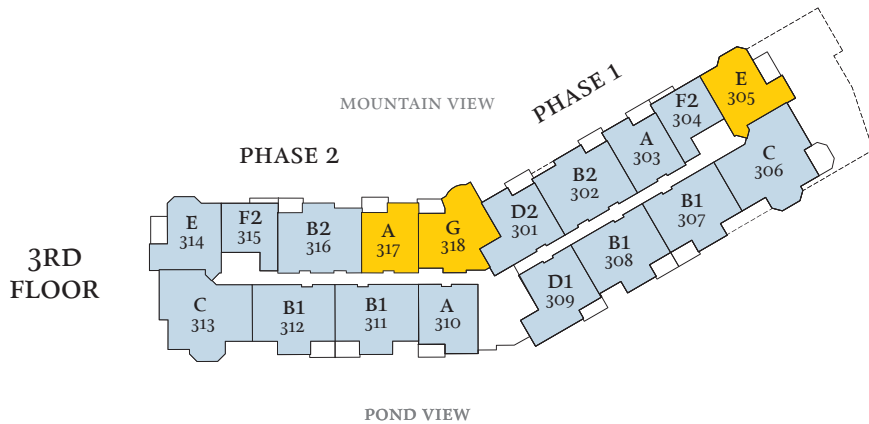 MOUNTAIN VIEW
PHASE 1
PHASE 2
3RD
FLOOR
E
305
F2
304
A
303
C
306
B2
302
B1
307
D2
301
B1
308
D1
309
E
314
F2
315
B2
316
A
317
G
318
C
313
B1
312
B1
311
A
310
POND VIEW